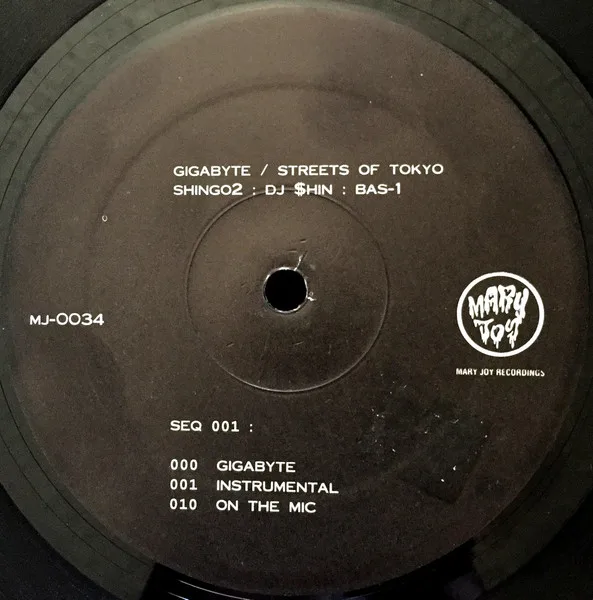 GIGABYTE / STREETS OF TOKYO
SHINGO2 : DJ $HIN : BAS-1
MJ-0034
MARY
JOY
MARY JOY RECORDINGS
SEQ 001 :
000 GIGABYTE
001 INSTRUMENTAL
010 ON THE MIC